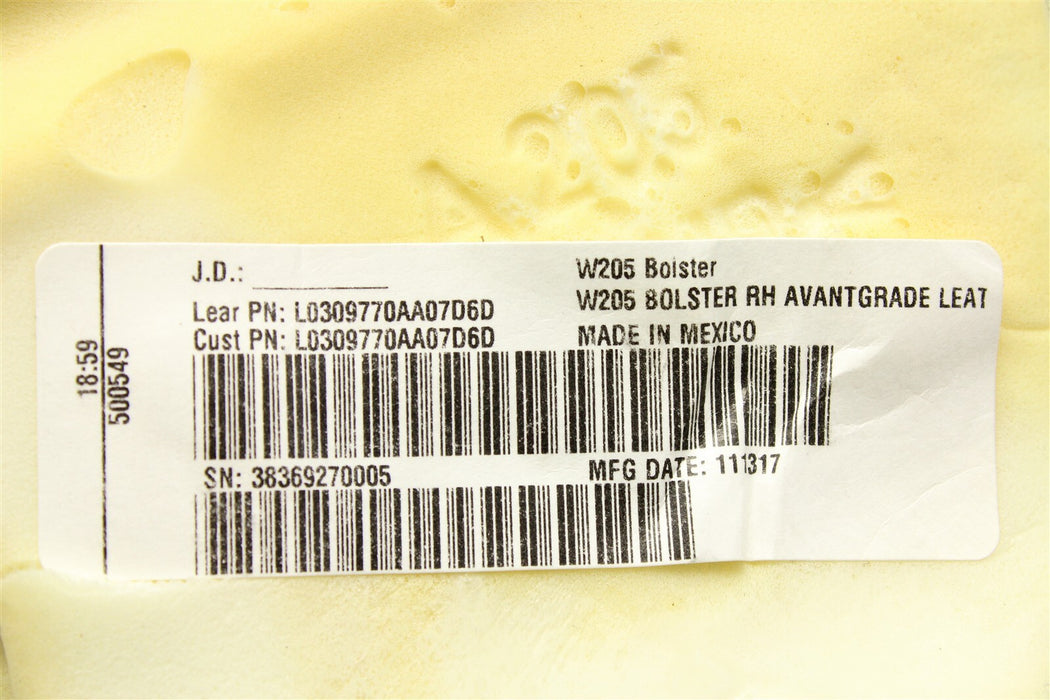 18:59
500549
J.D.: ________
Lear PN: L0309770AA07D6D
Cust PN: L0309770AA07D6D
W205 Bolster
W205 BOLSTER RH AVANTGRADE LEAT
MADE IN MEXICO
SN: 38369270005
MFG DATE: 111317